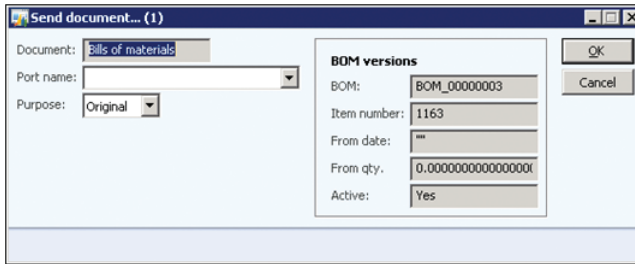 Send document... (1)
Document: Bills of materials
Port name:
Purpose: Original
BOM versions
BOM: BOM_00000003
Item number: 1163
From date: ""
From qty. 0.000000000000000(
Active: Yes
OK
Cancel